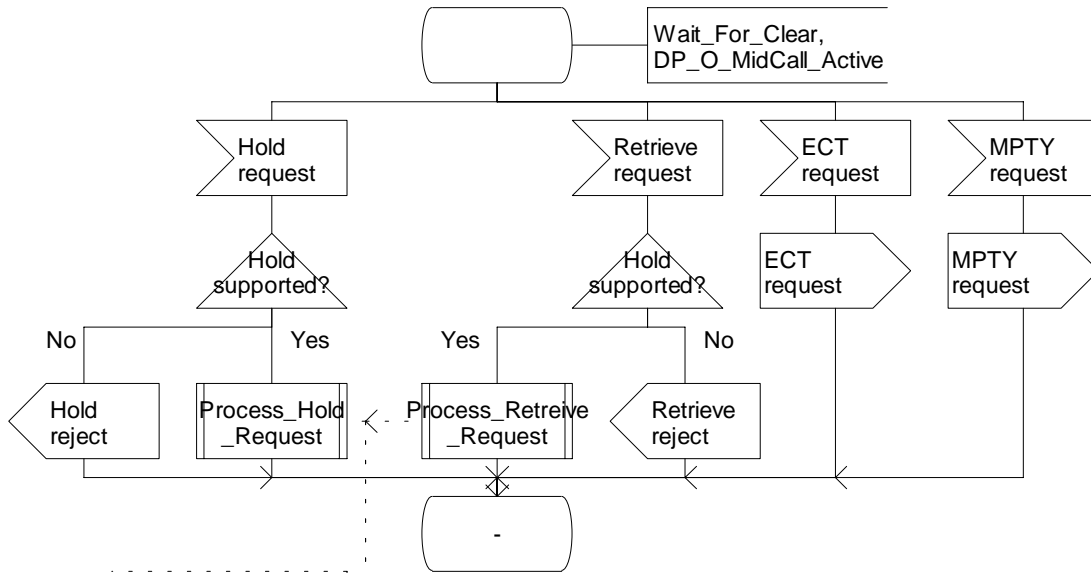 Wait_For_Clear,
DP_O_MidCall_Active
Hold
request
Retrieve
request
ECT
request
MPTY
request
Hold
supported?
Hold
supported?
ECT
request
MPTY
request
No
Yes
Yes
No
Hold
reject
Process_Hold
_Request
Process_Retreive
_Request
Retrieve
reject
-